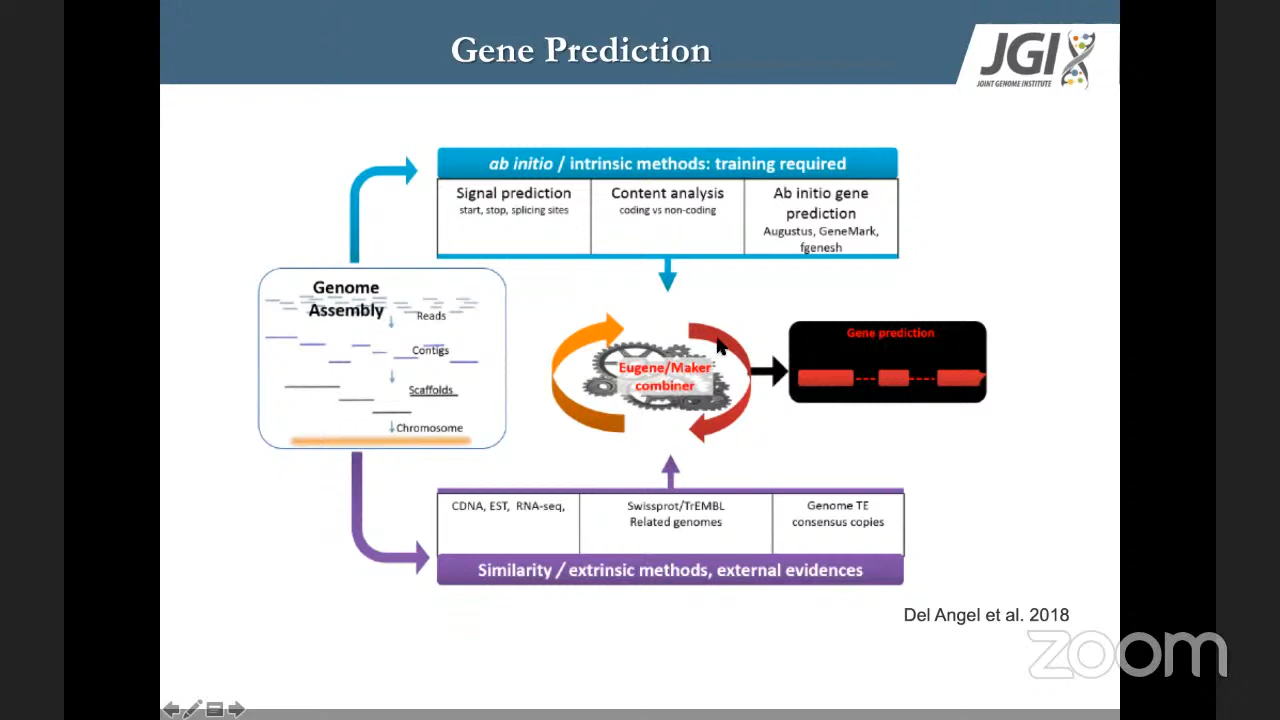 Gene Prediction
JGI
JOINT GENOME INSTITUTE
ab initio / intrinsic methods: training required
Signal prediction
start, stop, splicing sites
Content analysis
coding vs non-coding
Ab initio gene
prediction
Augustus, GeneMark,
fgenesh
Genome
Assembly
Reads
Contigs
Scaffolds
Chromosome
Eugene/Maker
combiner
Gene prediction
CDNA, EST, RNA-seq,
Swissprot/TrEMBL
Related genomes
Genome TE
consensus copies
Similarity / extrinsic methods, external evidences
Del Angel et al. 2018
zoom